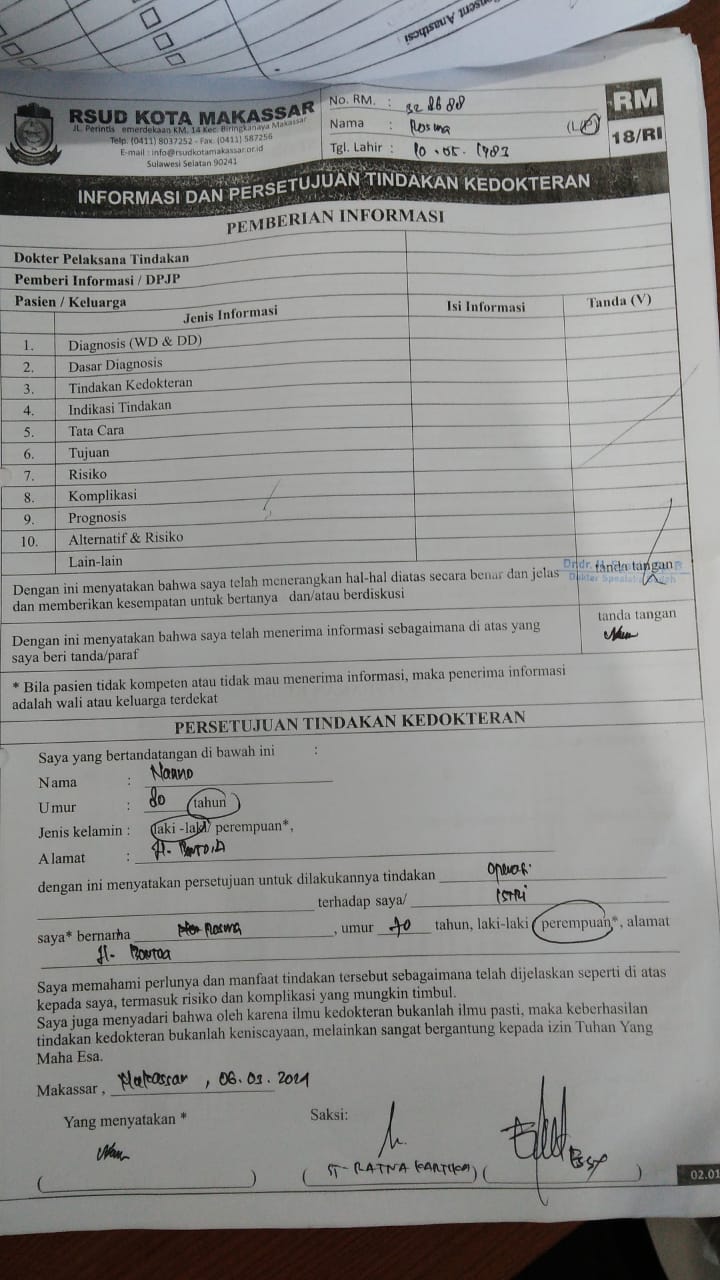 RSUD KOTA MAKASSAR
JL. Perintis emerdekaan KM. 14 Kec. Biringkanaya Makassar
Telp. (0411) 8037252 - Fax. (0411) 587256
E-mail : info@rsudkotamakassar.or.id
Sulawesi Selatan 90241
No. RM. :
Nama : Rosma (L/P)
Tgl. Lahir : 10 . 05 . 1983
RM
18/RI
INFORMASI DAN PERSETUJUAN TINDAKAN KEDOKTERAN
PEMBERIAN INFORMASI
Dokter Pelaksana Tindakan
Pemberi Informasi / DPJP
Pasien / Keluarga
Jenis Informasi Isi Informasi Tanda (V)
1. Diagnosis (WD & DD)
2. Dasar Diagnosis
3. Tindakan Kedokteran
4. Indikasi Tindakan
5. Tata Cara
6. Tujuan
7. Risiko
8. Komplikasi
9. Prognosis
10. Alternatif & Risiko
Lain-lain
Dengan ini menyatakan bahwa saya telah menerangkan hal-hal diatas secara benar dan jelas
dan memberikan kesempatan untuk bertanya dan/atau berdiskusi
tanda tangan
Dengan ini menyatakan bahwa saya telah menerima informasi sebagaimana di atas yang
saya beri tanda/paraf
tanda tangan
* Bila pasien tidak kompeten atau tidak mau menerima informasi, maka penerima informasi
adalah wali atau keluarga terdekat
PERSETUJUAN TINDAKAN KEDOKTERAN
Saya yang bertandatangan di bawah ini :
Nama : Nanno
Umur : 80 tahun
Jenis kelamin : laki -laki/ perempuan*,
Alamat : Jl.
dengan ini menyatakan persetujuan untuk dilakukannya tindakan Operasi
terhadap saya/ ISTRI
saya* bernarha Rosma , umur 70 tahun, laki-laki perempuan*, alamat
Jl. Bontoa
Saya memahami perlunya dan manfaat tindakan tersebut sebagaimana telah dijelaskan seperti di atas
kepada saya, termasuk risiko dan komplikasi yang mungkin timbul.
Saya juga menyadari bahwa oleh karena ilmu kedokteran bukanlah ilmu pasti, maka keberhasilan
tindakan kedokteran bukanlah keniscayaan, melainkan sangat bergantung kepada izin Tuhan Yang
Maha Esa.
Makassar , Makassar , 06.03.2021
Yang menyatakan * Saksi:
( ) (ST- RATNA KARTIKA) ( )
02.01